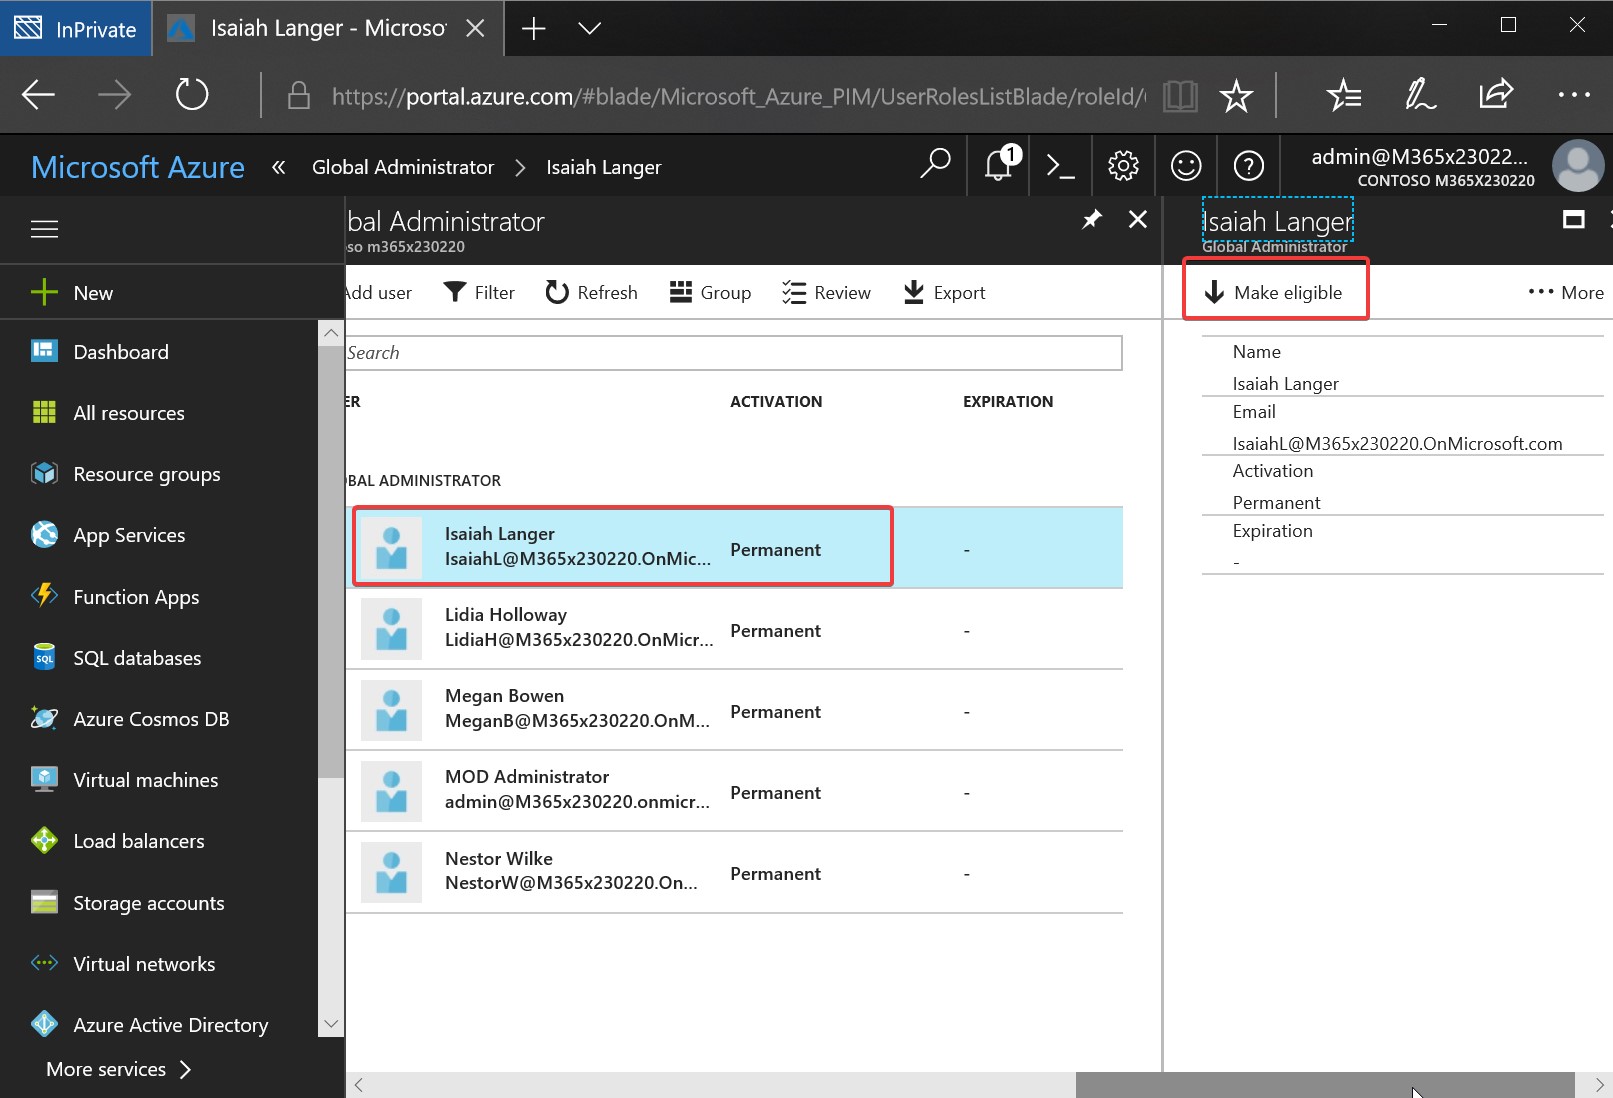 InPrivate
Isaiah Langer - Microso
https://portal.azure.com/#blade/Microsoft_Azure_PIM/UserRolesListBlade/roleId/
Microsoft Azure « Global Administrator > Isaiah Langer
1
admin@M365x23022...
CONTOSO M365X230220
bal Administrator
so m365x230220
Isaiah Langer
Global Administrator
New
Add user
Filter
Refresh
Group
Review
Export
Make eligible
More
Dashboard
All resources
Resource groups
App Services
Function Apps
SQL databases
Azure Cosmos DB
Virtual machines
Load balancers
Storage accounts
Virtual networks
Azure Active Directory
More services
Search
ER ACTIVATION EXPIRATION
OBAL ADMINISTRATOR
Isaiah Langer
IsaiahL@M365x230220.OnMic... Permanent -
Lidia Holloway
LidiaH@M365x230220.OnMicr... Permanent -
Megan Bowen
MeganB@M365x230220.OnM... Permanent -
MOD Administrator
admin@M365x230220.onmicr... Permanent -
Nestor Wilke
NestorW@M365x230220.On... Permanent -
Name
Isaiah Langer
Email
IsaiahL@M365x230220.OnMicrosoft.com
Activation
Permanent
Expiration
-